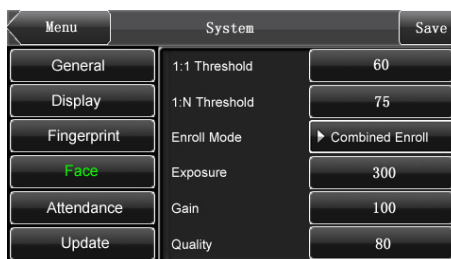 Menu System Save
General 1:1 Threshold 60
Display 1:N Threshold 75
Fingerprint Enroll Mode Combined Enroll
Face Exposure 300
Attendance Gain 100
Update Quality 80